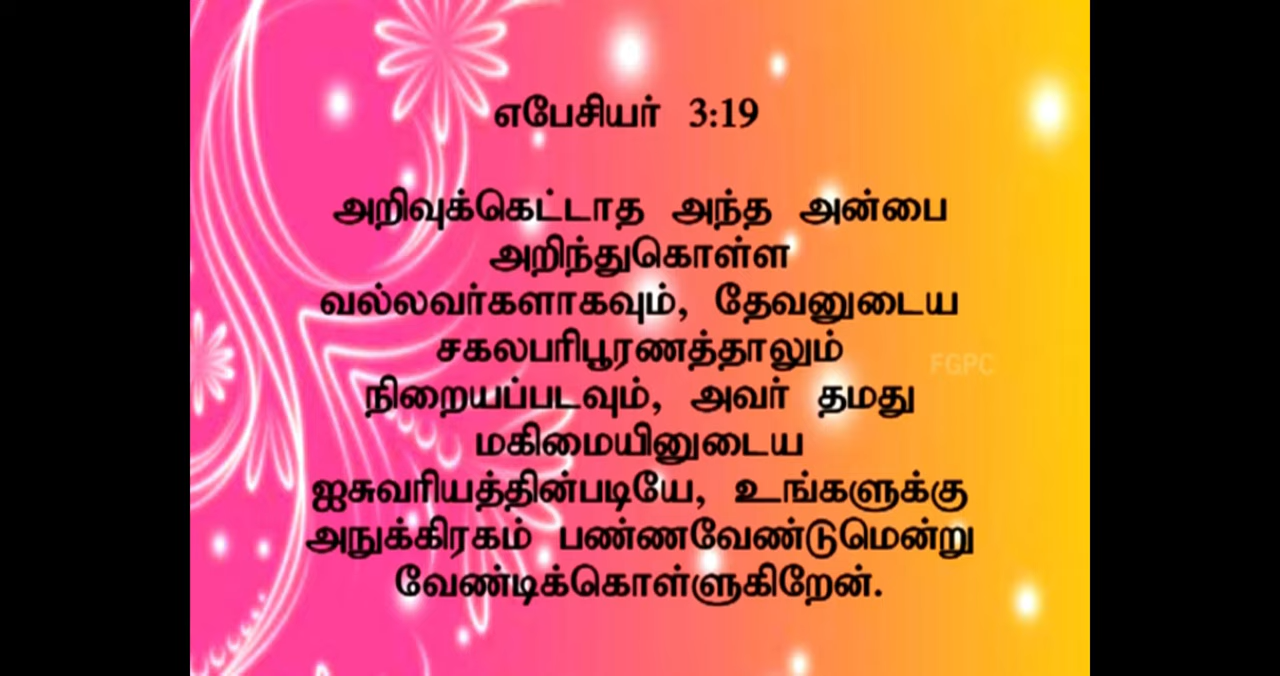 எபேசியர் 3:19
அறிவுக்கெட்டாத அந்த அன்பை
அறிந்துகொள்ள
வல்லவர்களாகவும், தேவனுடைய
சகலபரிபூரணத்தாலும்
FGPC
நிறையப்படவும், அவர் தமது
மகிமையினுடைய
ஐசுவரியத்தின்படியே, உங்களுக்கு
அநுக்கிரகம் பண்ணவேண்டுமென்று
வேண்டிக்கொள்ளுகிறேன்.